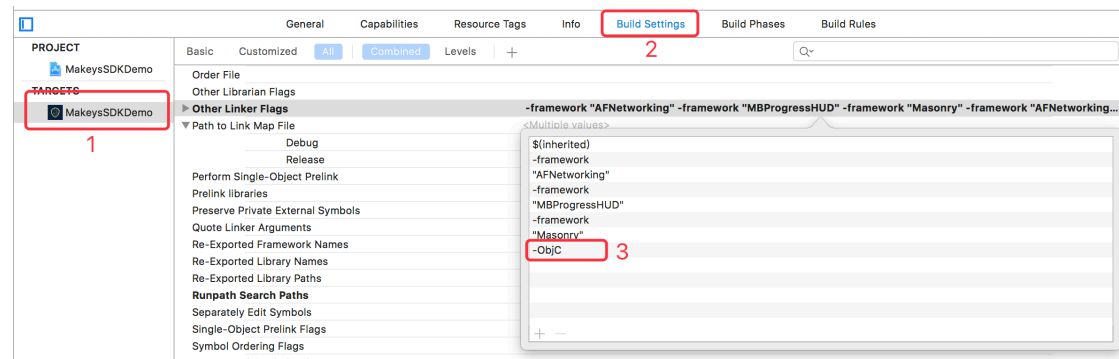 General Capabilities Resource Tags Info Build Settings Build Phases Build Rules
PROJECT
MakeysSDKDemo
TARGETS
MakeysSDKDemo
1
Basic Customized All Combined Levels +
2
Order File
Other Librarian Flags
Other Linker Flags -framework "AFNetworking" -framework "MBProgressHUD" -framework "Masonry" -framework "AFNetworking...
Path to Link Map File <Multiple values>
Debug
Release
Perform Single-Object Prelink
Prelink libraries
Preserve Private External Symbols
Quote Linker Arguments
Re-Exported Framework Names
Re-Exported Library Names
Re-Exported Library Paths
Runpath Search Paths
Separately Edit Symbols
Single-Object Prelink Flags
Symbol Ordering Flags
$(inherited)
-framework
"AFNetworking"
-framework
"MBProgressHUD"
-framework
"Masonry"
-ObjC
3
+ −